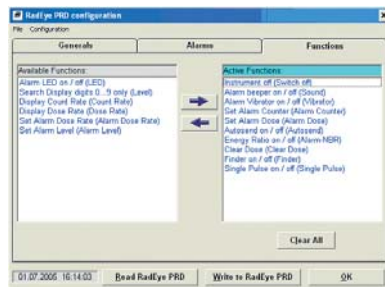 RadEye PRD configuration
File Configuration
Generals Alarms Functions
Available Functions:
Alarm LED on / off (LED)
Search Display digits 0...9 only (Level)
Display Count Rate (Count Rate)
Display Dose Rate (Dose Rate)
Set Alarm Dose Rate (Alarm Dose Rate)
Set Alarm Level (Alarm Level)
Active Functions:
Instrument off (Switch off)
Alarm beeper on / off (Sound)
Alarm Vibrator on / off (Vibrator)
Set Alarm Counter (Alarm Counter)
Set Alarm Dose (Alarm Dose)
Autosend on / off (Autosend)
Energy Ratio on / off (Alarm NBR)
Clear Dose (Clear Dose)
Finder on / off (Finder)
Single Pulse on / off (Single Pulse)
Clear All
01.07.2005 16:14:03 Read RadEye PRD Write to RadEye PRD OK